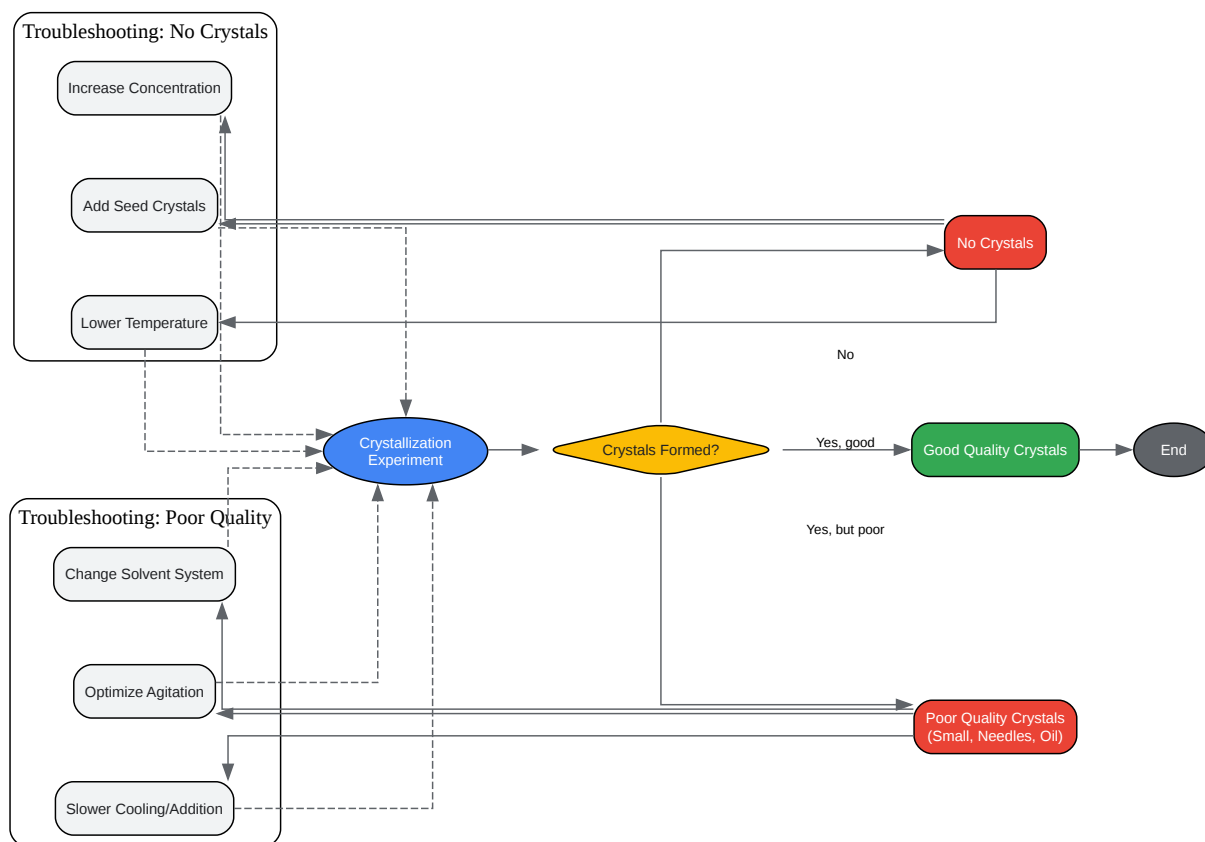 Troubleshooting: No Crystals
Increase Concentration
Add Seed Crystals
Lower Temperature
No Crystals
No
Crystallization
Experiment
Crystals Formed?
Yes, good
Good Quality Crystals
End
Yes, but poor
Troubleshooting: Poor Quality
Change Solvent System
Optimize Agitation
Slower Cooling/Addition
Poor Quality Crystals
(Small, Needles, Oil)